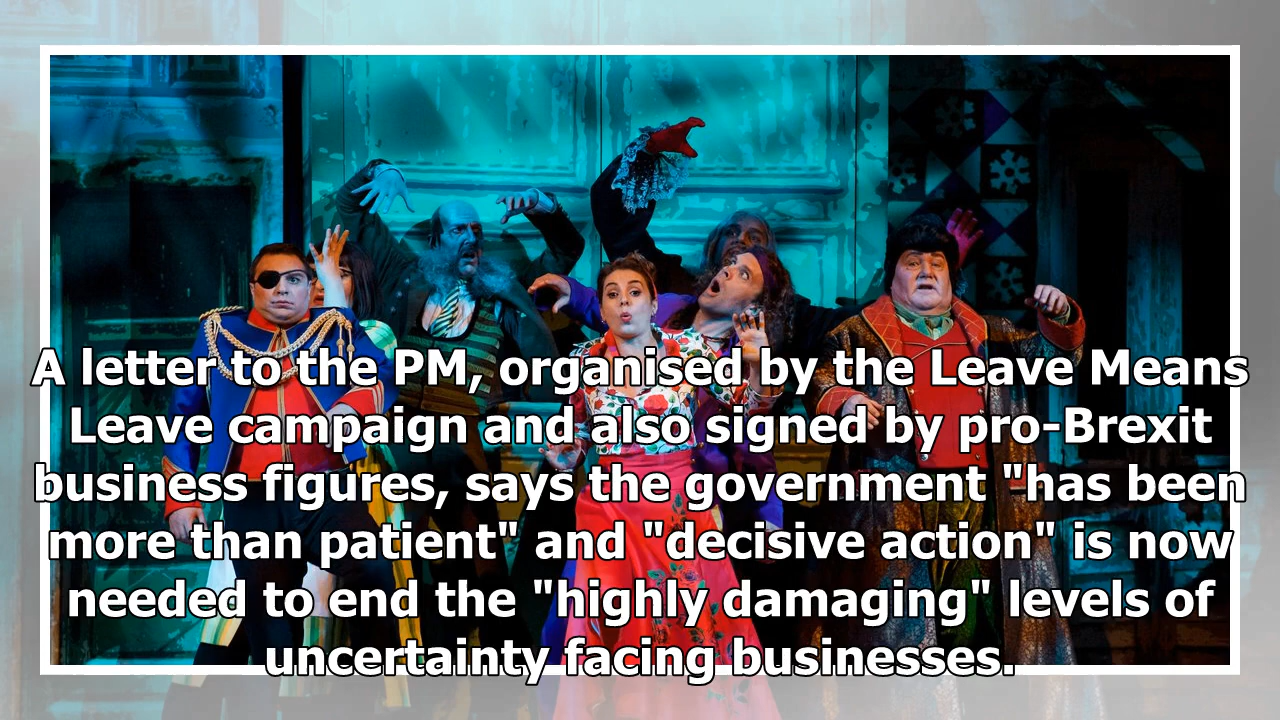 A letter to the PM, organised by the Leave Means
Leave campaign and also signed by pro-Brexit
business figures, says the government "has been
more than patient" and "decisive action" is now
needed to end the "highly damaging" levels of
uncertainty facing businesses.